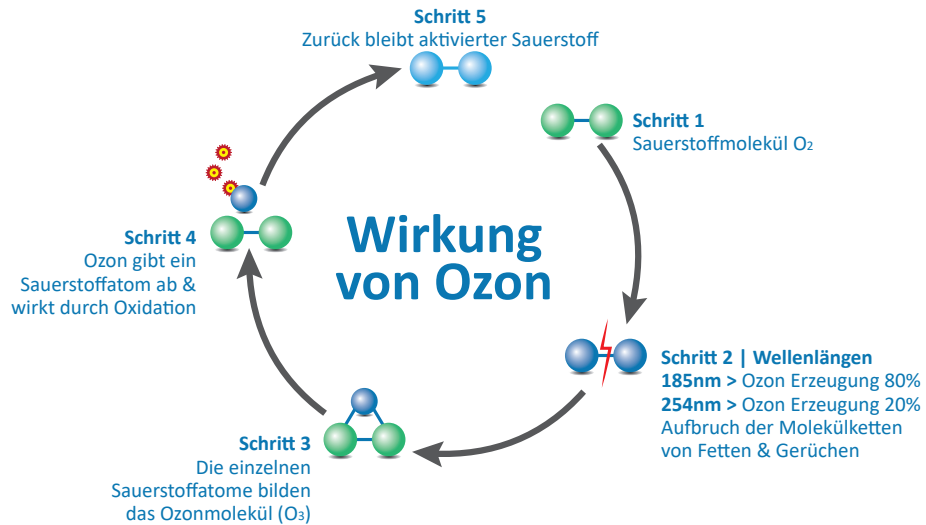 Wirkung
von Ozon
Schritt 1
Sauerstoffmolekül O₂
Schritt 2 | Wellenlängen
185nm > Ozon Erzeugung 80%
254nm > Ozon Erzeugung 20%
Aufbruch der Molekülketten
von Fetten & Gerüchen
Schritt 3
Die einzelnen
Sauerstoffatome bilden
das Ozonmolekül (O₃)
Schritt 4
Ozon gibt ein
Sauerstoffatom ab &
wirkt durch Oxidation
Schritt 5
Zurück bleibt aktivierter Sauerstoff